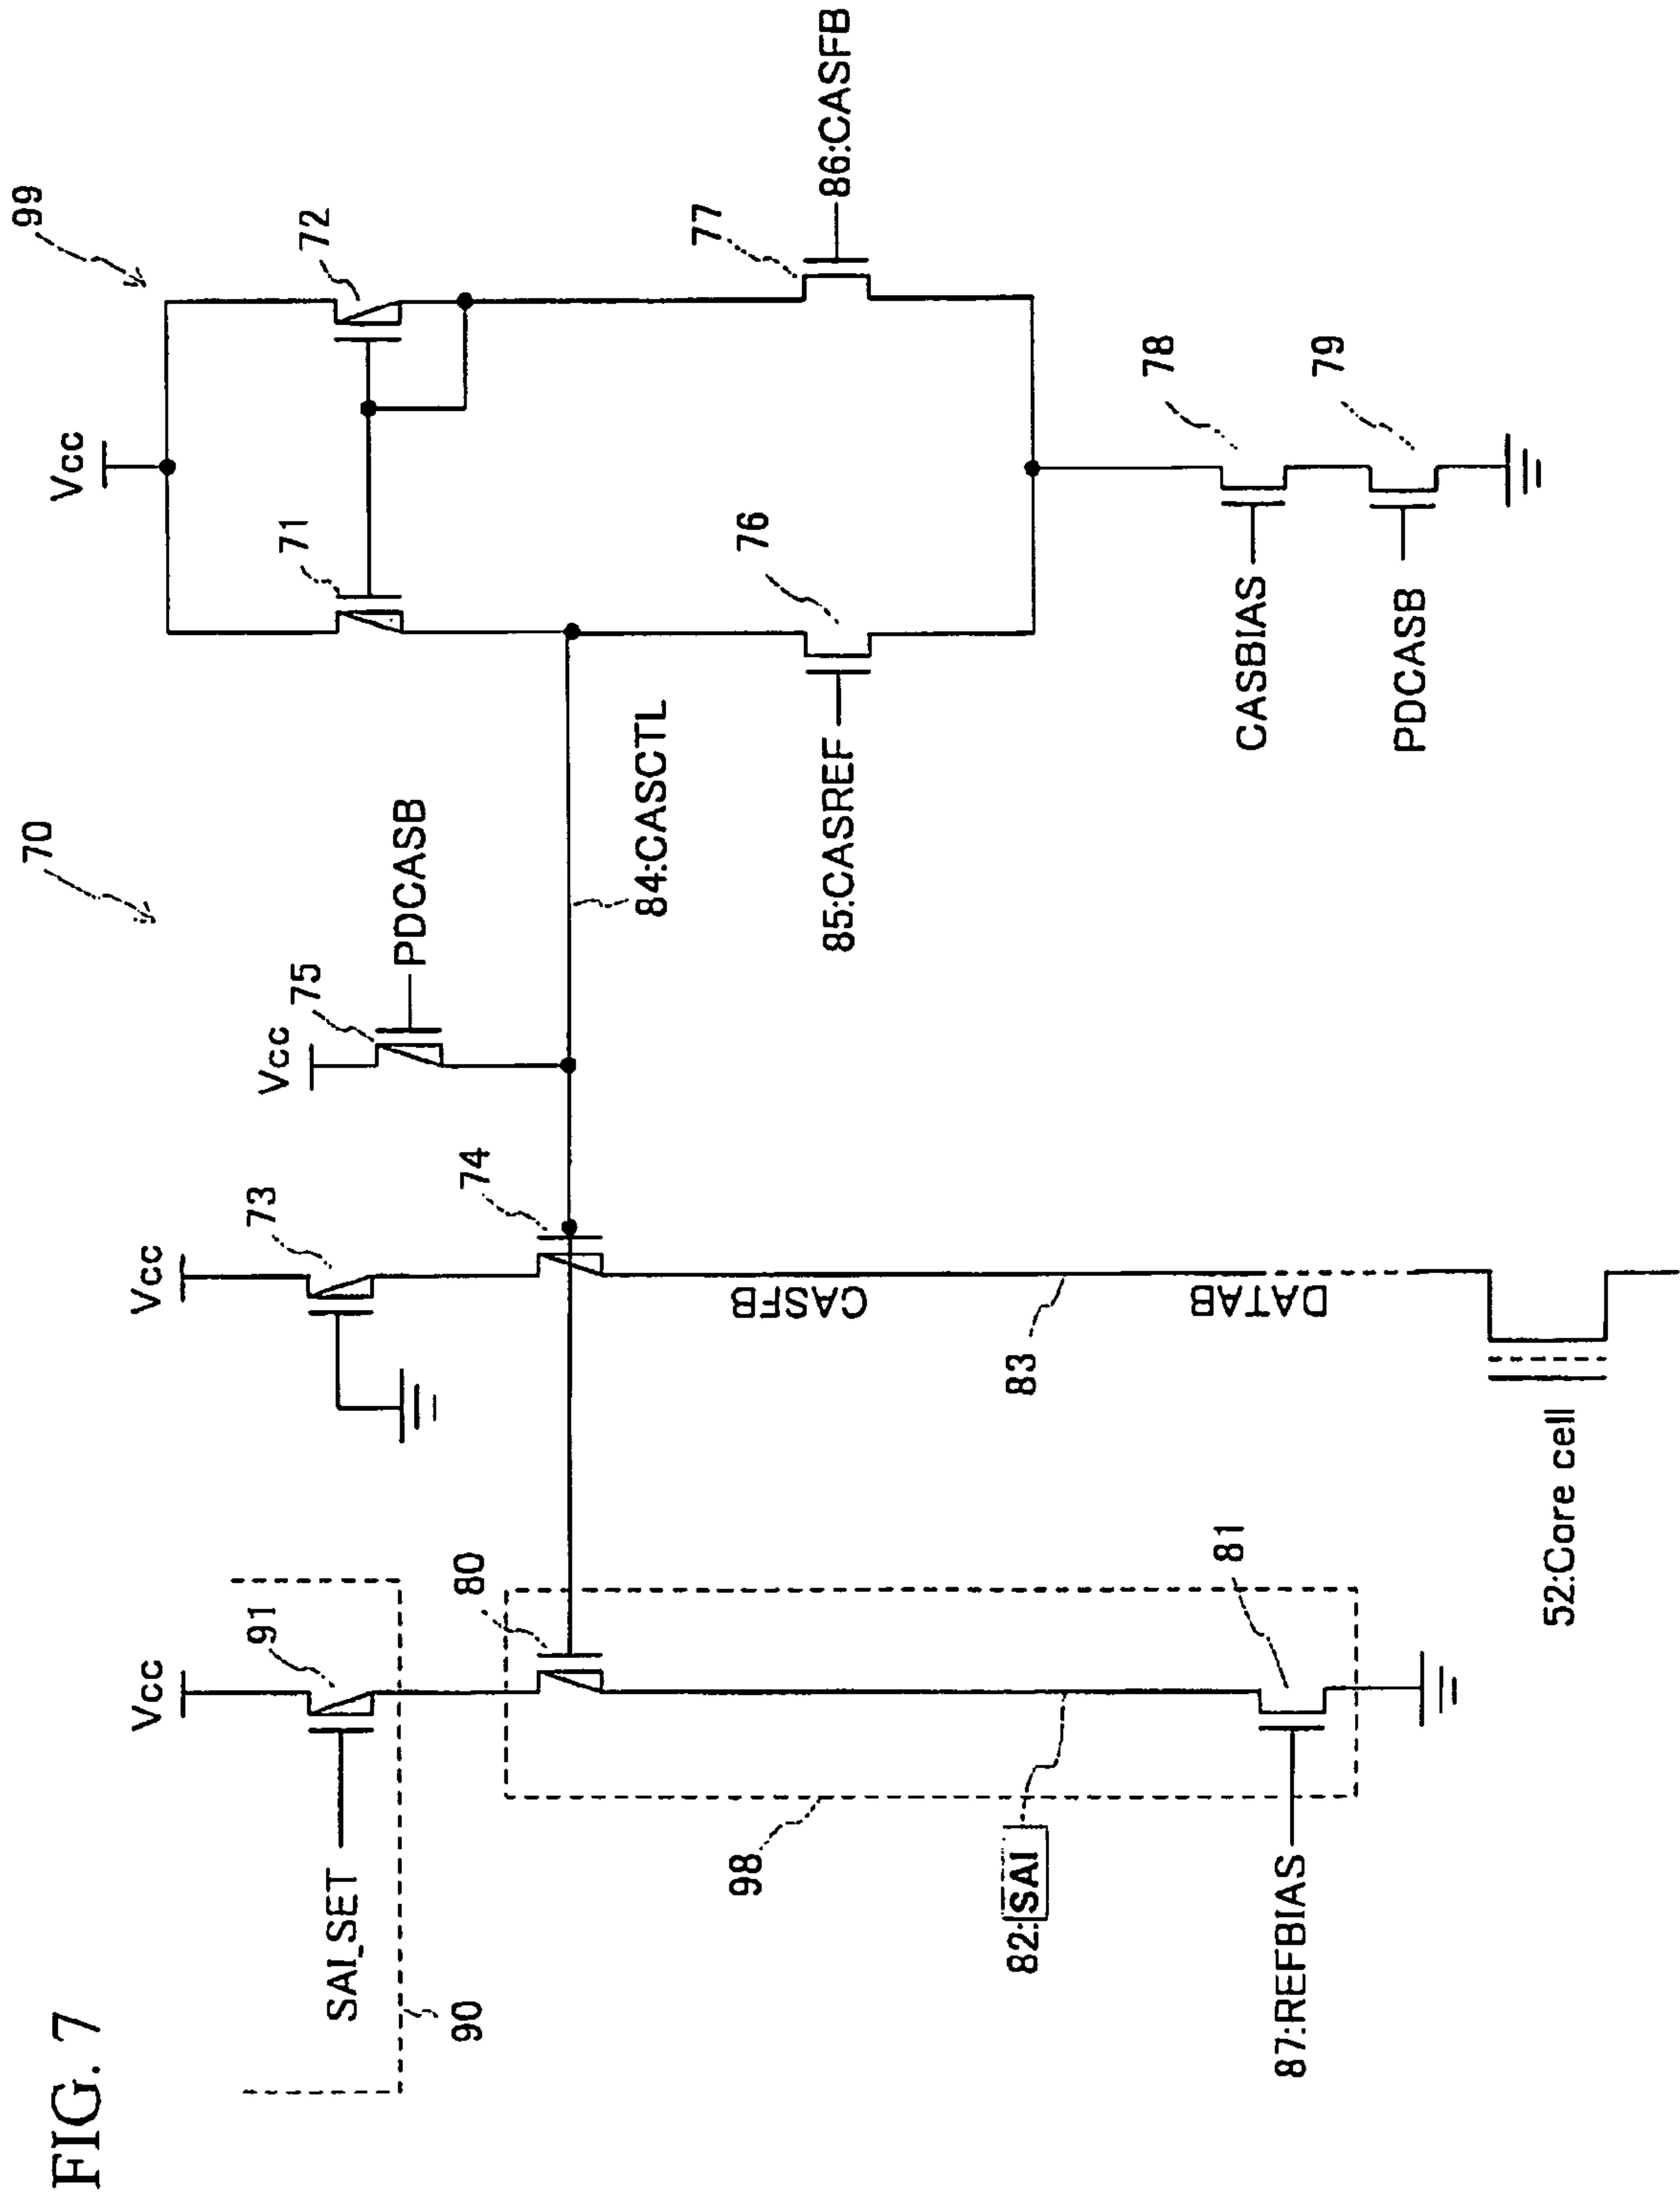 FIG. 7
70
99
Vcc
Vcc
Vcc
Vcc
91
73
75
71
72
SAI_SET
PDCASB
90
80
74
84:CASCTL
76
77
98
CASFB
85:CASREF
86:CASFB
82:SAI
83
81
DATAB
87:REFBIAS
CASBIAS
78
PDCASB
79
52:Core cell